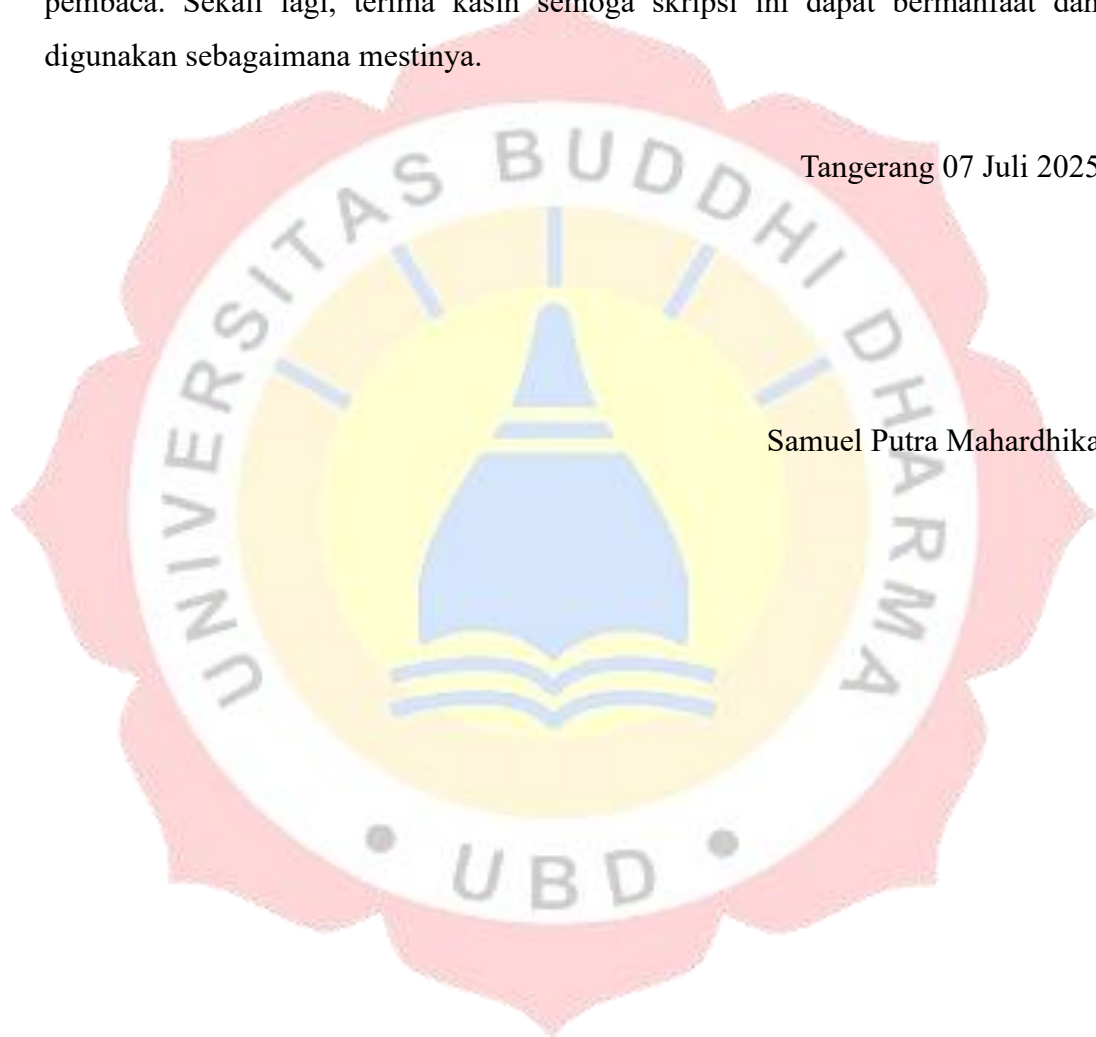 pembaca. Sekali lagi, terima kasih semoga skripsi ini dapat bermanfaat dan
digunakan sebagaimana mestinya.
Tangerang 07 Juli 2025
Samuel Putra Mahardhika
UNIVERSITAS BUDDHI DHARMA
• UBD •